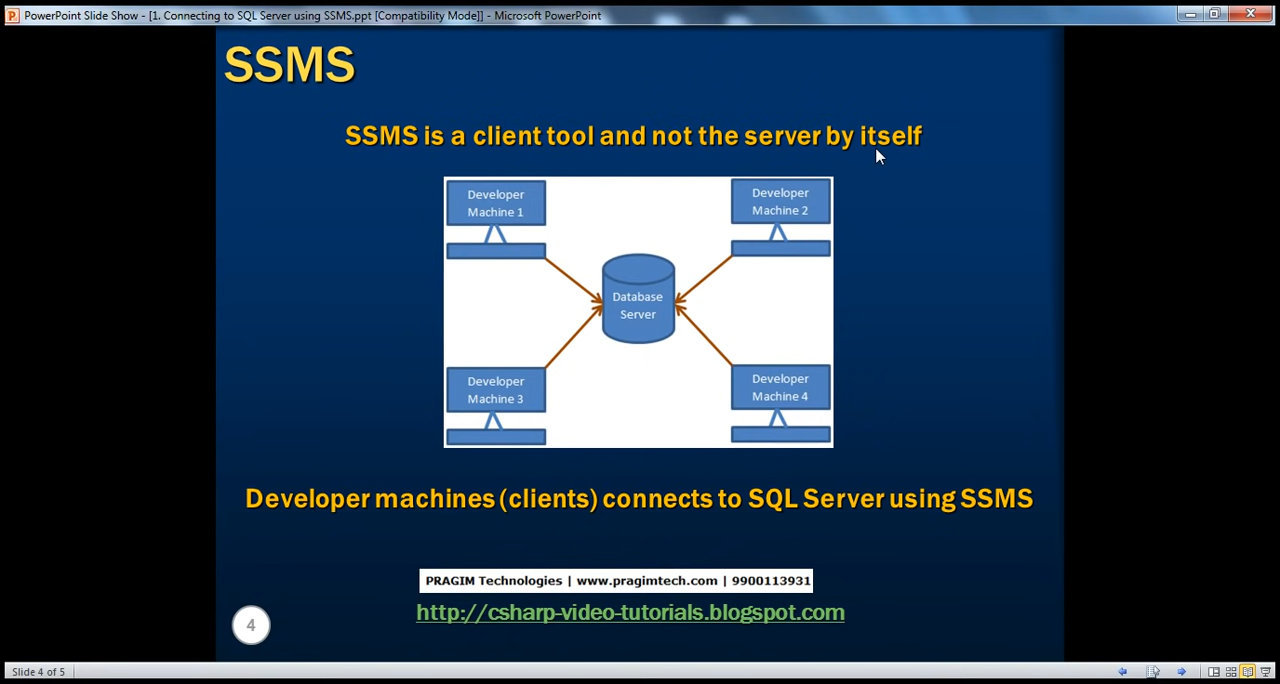 PowerPoint Slide Show - [1. Connecting to SQL Server using SSMS.ppt [Compatibility Mode]] - Microsoft PowerPoint
SSMS
SSMS is a client tool and not the server by itself
Developer
Machine 1
Developer
Machine 2
Database
Server
Developer
Machine 3
Developer
Machine 4
Developer machines (clients) connects to SQL Server using SSMS
PRAGIM Technologies | www.pragimtech.com | 9900113931
http://csharp-video-tutorials.blogspot.com
4
Slide 4 of 5